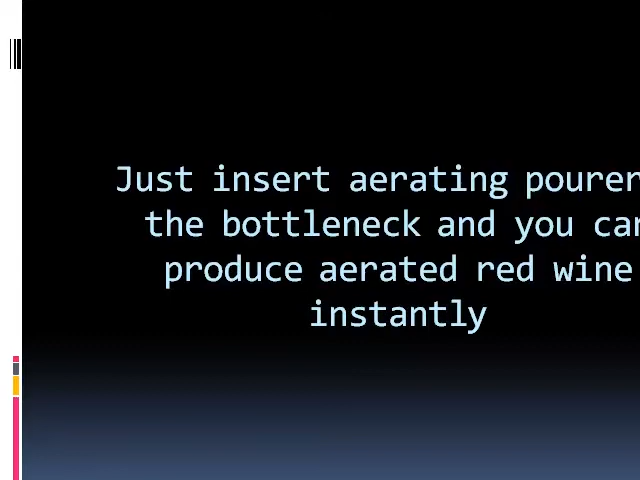 Just insert aerating pourer
the bottleneck and you can
produce aerated red wine
instantly